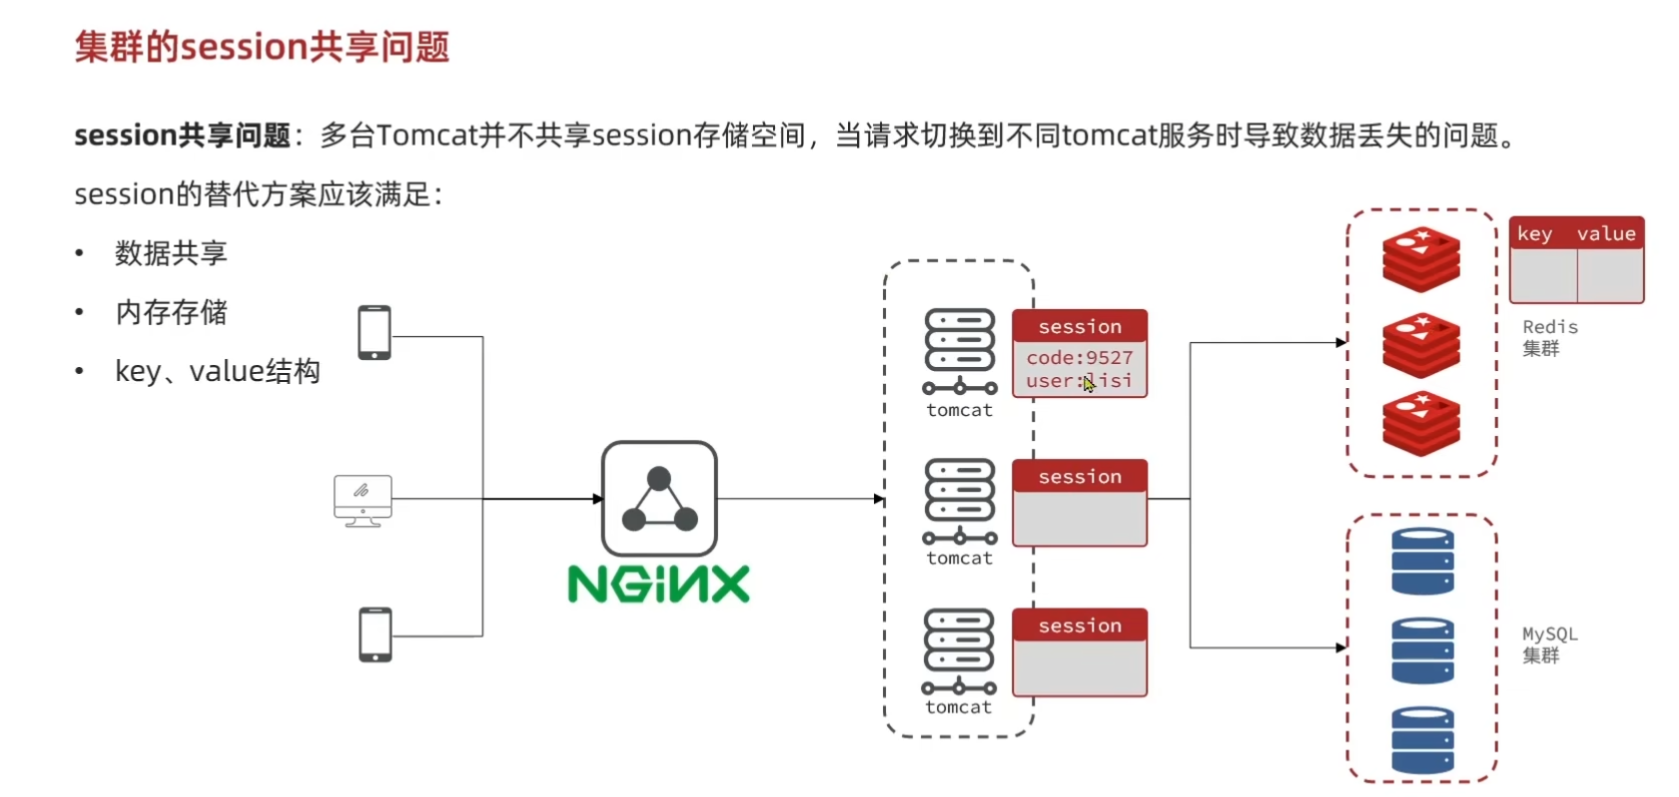 集群的session共享问题
session共享问题：多台Tomcat并不共享session存储空间，当请求切换到不同tomcat服务时导致数据丢失的问题。
session的替代方案应该满足：
• 数据共享
• 内存存储
• key、value结构
NGINX
session
code:9527
user:lisi
tomcat
session
tomcat
session
tomcat
key value
Redis
集群
MySQL
集群